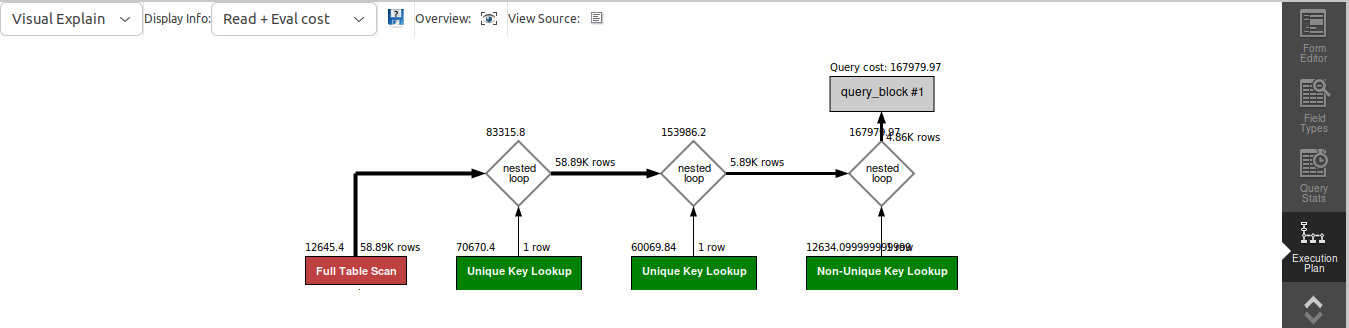 Visual Explain Display Info: Read + Eval cost Overview: View Source:
Query cost: 167979.97
query_block #1
83315.8 153986.2 167979.97
4.86K rows
58.89K rows 5.89K rows
nested loop
nested loop
nested loop
12645.4 58.89K rows 70670.4 1 row 60069.84 1 row 12634.099999999999
Full Table Scan Unique Key Lookup Unique Key Lookup Non-Unique Key Lookup
Form
Editor
Field
Types
Query
Stats
Execution
Plan